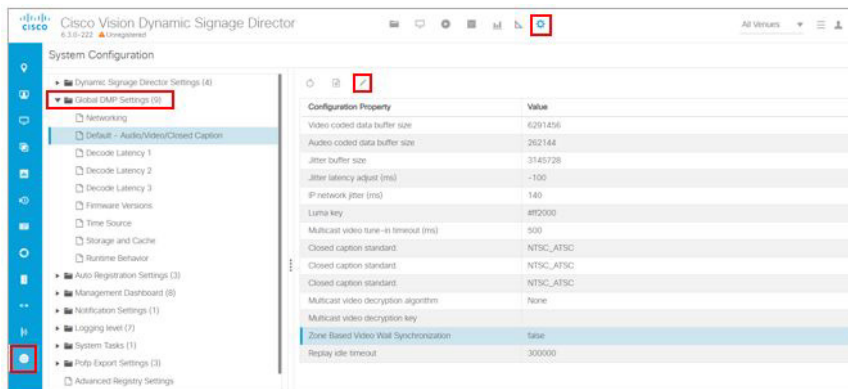 CISCO
Cisco Vision Dynamic Signage Director
6.3.0-222 Unregistered
All Venues
System Configuration
Dynamic Signage Director Settings (4)
Global DMP Settings (9)
Networking
Default - Audio/Video/Closed Caption
Decode Latency 1
Decode Latency 2
Decode Latency 3
Firmware Versions
Time Source
Storage and Cache
Runtime Behavior
Auto Registration Settings (3)
Management Dashboard (8)
Notification Settings (1)
Logging level (7)
System Tasks (1)
Pofp Export Settings (3)
Advanced Registry Settings
Configuration Property Value
Video coded data buffer size 6291456
Audeo coded data buffer size 262144
Jitter buffer size 3145728
Jitter latency adjust (ms) -100
IP network jitter (ms) 140
Luma key #ff2000
Multicast video tune-in timeout (ms) 500
Closed caption standard NTSC_ATSC
Closed caption standard NTSC_ATSC
Closed caption standard NTSC_ATSC
Multicast video decryption algorithm None
Multicast video decryption key
Zone Based Video Wall Synchronization false
Replay idle timeout 300000